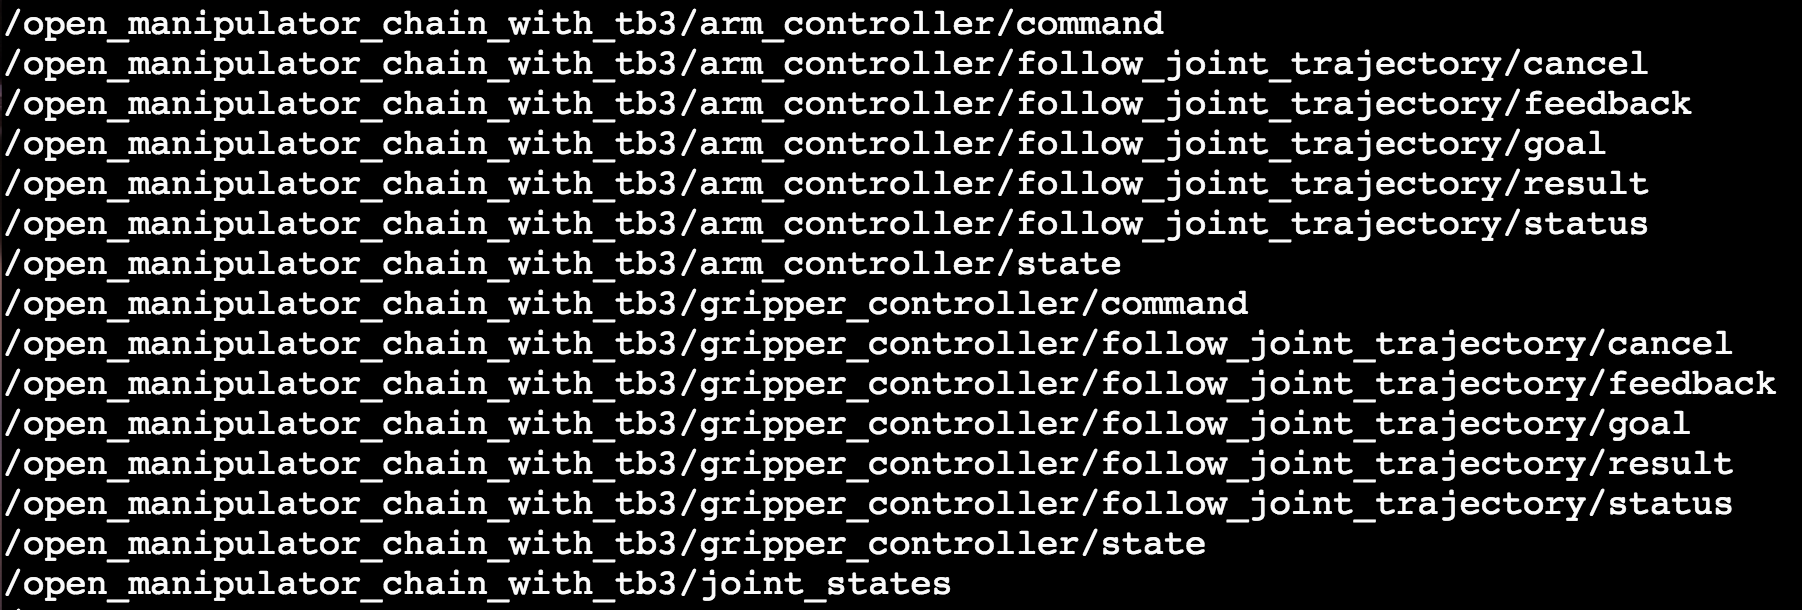 /open_manipulator_chain_with_tb3/arm_controller/command
/open_manipulator_chain_with_tb3/arm_controller/follow_joint_trajectory/cancel
/open_manipulator_chain_with_tb3/arm_controller/follow_joint_trajectory/feedback
/open_manipulator_chain_with_tb3/arm_controller/follow_joint_trajectory/goal
/open_manipulator_chain_with_tb3/arm_controller/follow_joint_trajectory/result
/open_manipulator_chain_with_tb3/arm_controller/follow_joint_trajectory/status
/open_manipulator_chain_with_tb3/arm_controller/state
/open_manipulator_chain_with_tb3/gripper_controller/command
/open_manipulator_chain_with_tb3/gripper_controller/follow_joint_trajectory/cancel
/open_manipulator_chain_with_tb3/gripper_controller/follow_joint_trajectory/feedback
/open_manipulator_chain_with_tb3/gripper_controller/follow_joint_trajectory/goal
/open_manipulator_chain_with_tb3/gripper_controller/follow_joint_trajectory/result
/open_manipulator_chain_with_tb3/gripper_controller/follow_joint_trajectory/status
/open_manipulator_chain_with_tb3/gripper_controller/state
/open_manipulator_chain_with_tb3/joint_states